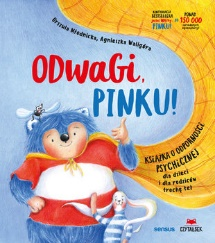 Urszula Młodnicka, Agnieszka Waligóra
PONAD
150 000
ODWAGI,
PINKU!
KSIĄŻKA O ODPORNOŚCI
PSYCHICZNEJ
dla dzieci
i dla rodziców
trochę też
sensus
CZYTALISEK